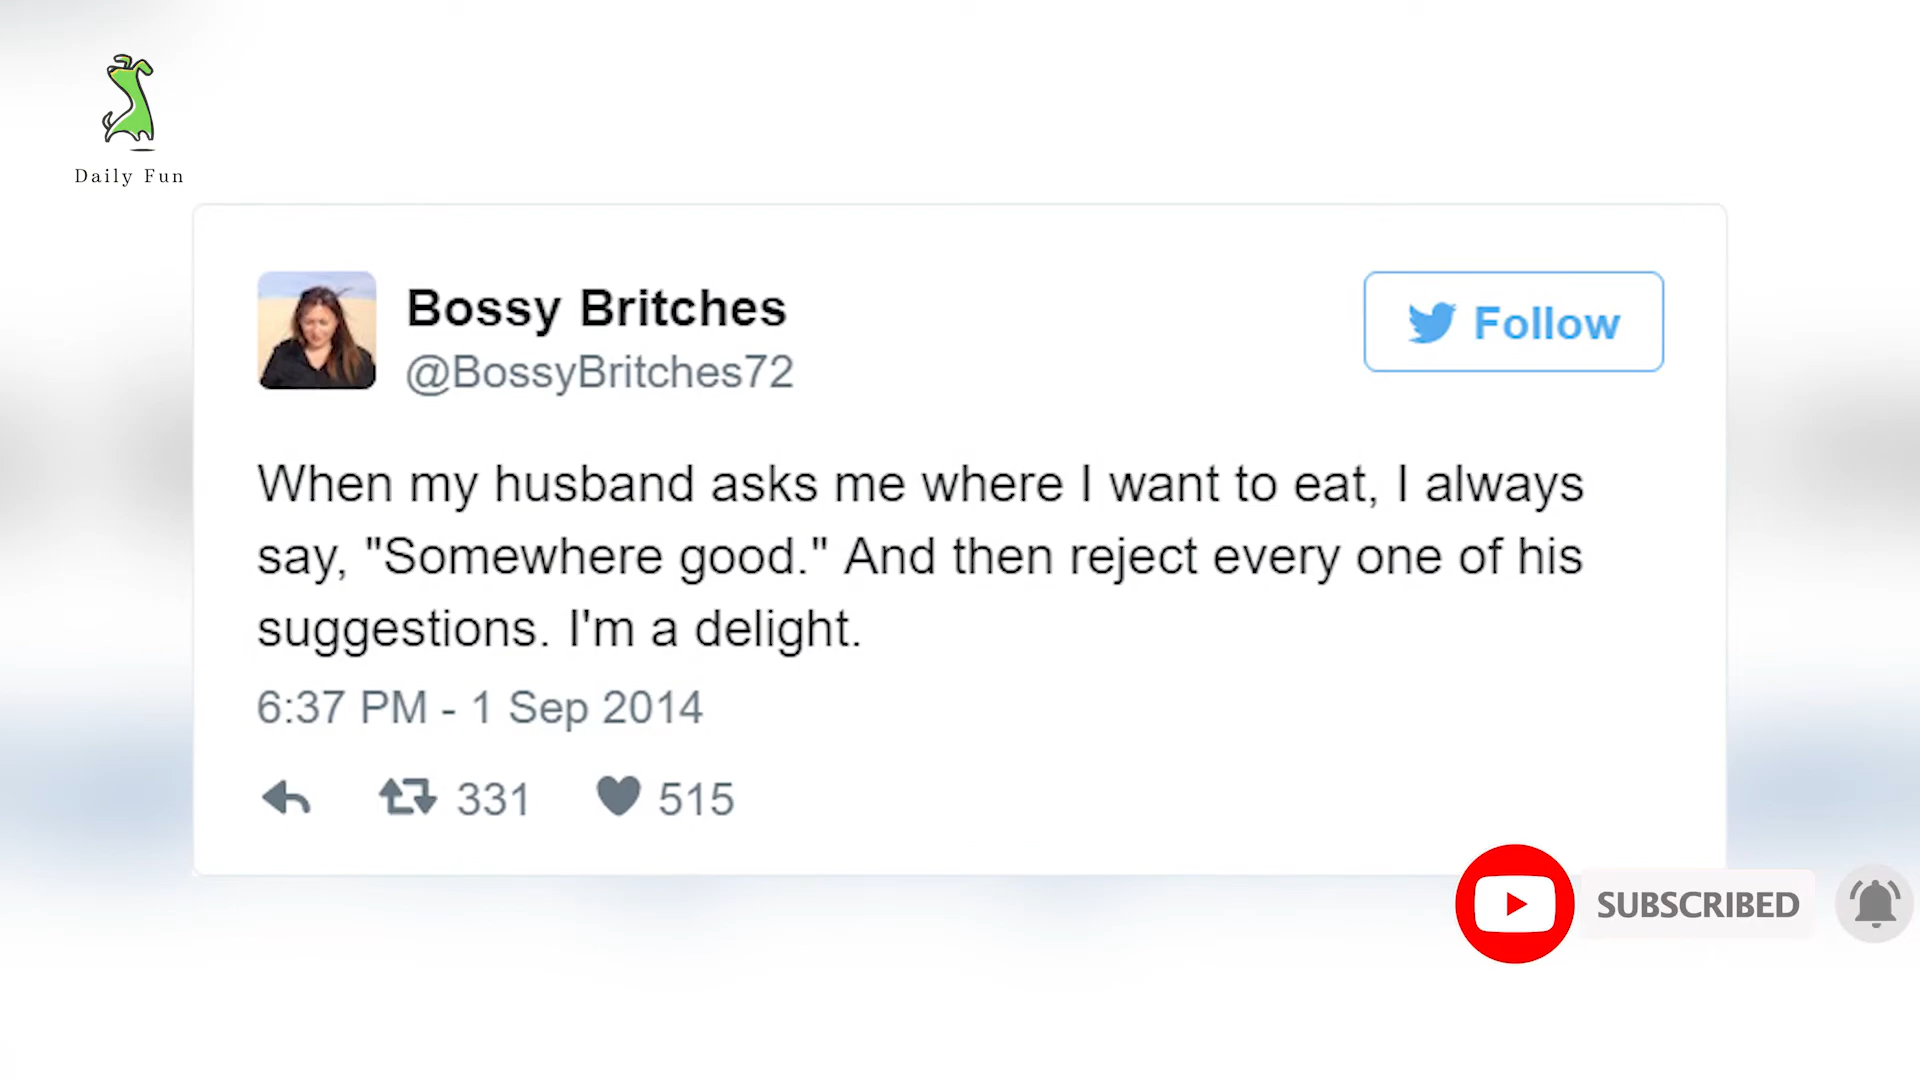 Daily Fun
Bossy Britches
@BossyBritches72
Follow
When my husband asks me where I want to eat, I always
say, "Somewhere good." And then reject every one of his
suggestions. I'm a delight.
6:37 PM - 1 Sep 2014
331 515
SUBSCRIBED